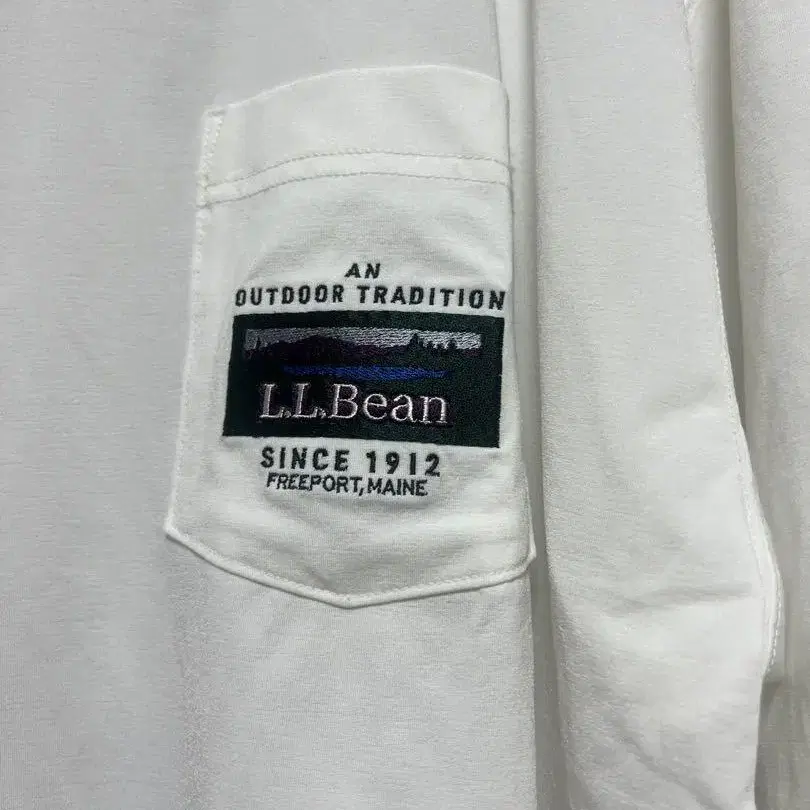 AN
OUTDOOR TRADITION
L.L.Bean
SINCE 1912
FREEPORT, MAINE